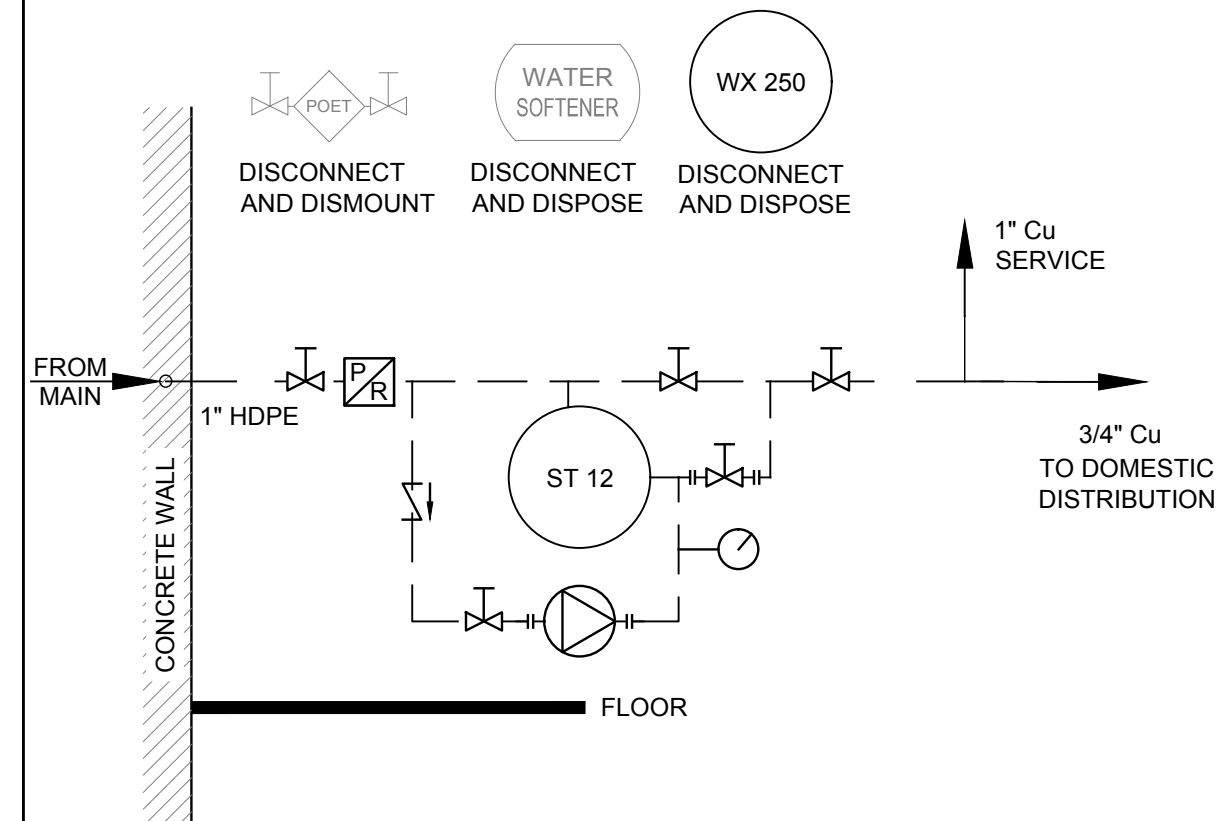 POET
DISCONNECT
AND DISMOUNT
WATER
SOFTENER
DISCONNECT
AND DISPOSE
WX 250
DISCONNECT
AND DISPOSE
1" Cu
SERVICE
FROM
MAIN
1" HDPE
P
R
ST 12
3/4" Cu
TO DOMESTIC
DISTRIBUTION
CONCRETE WALL
FLOOR